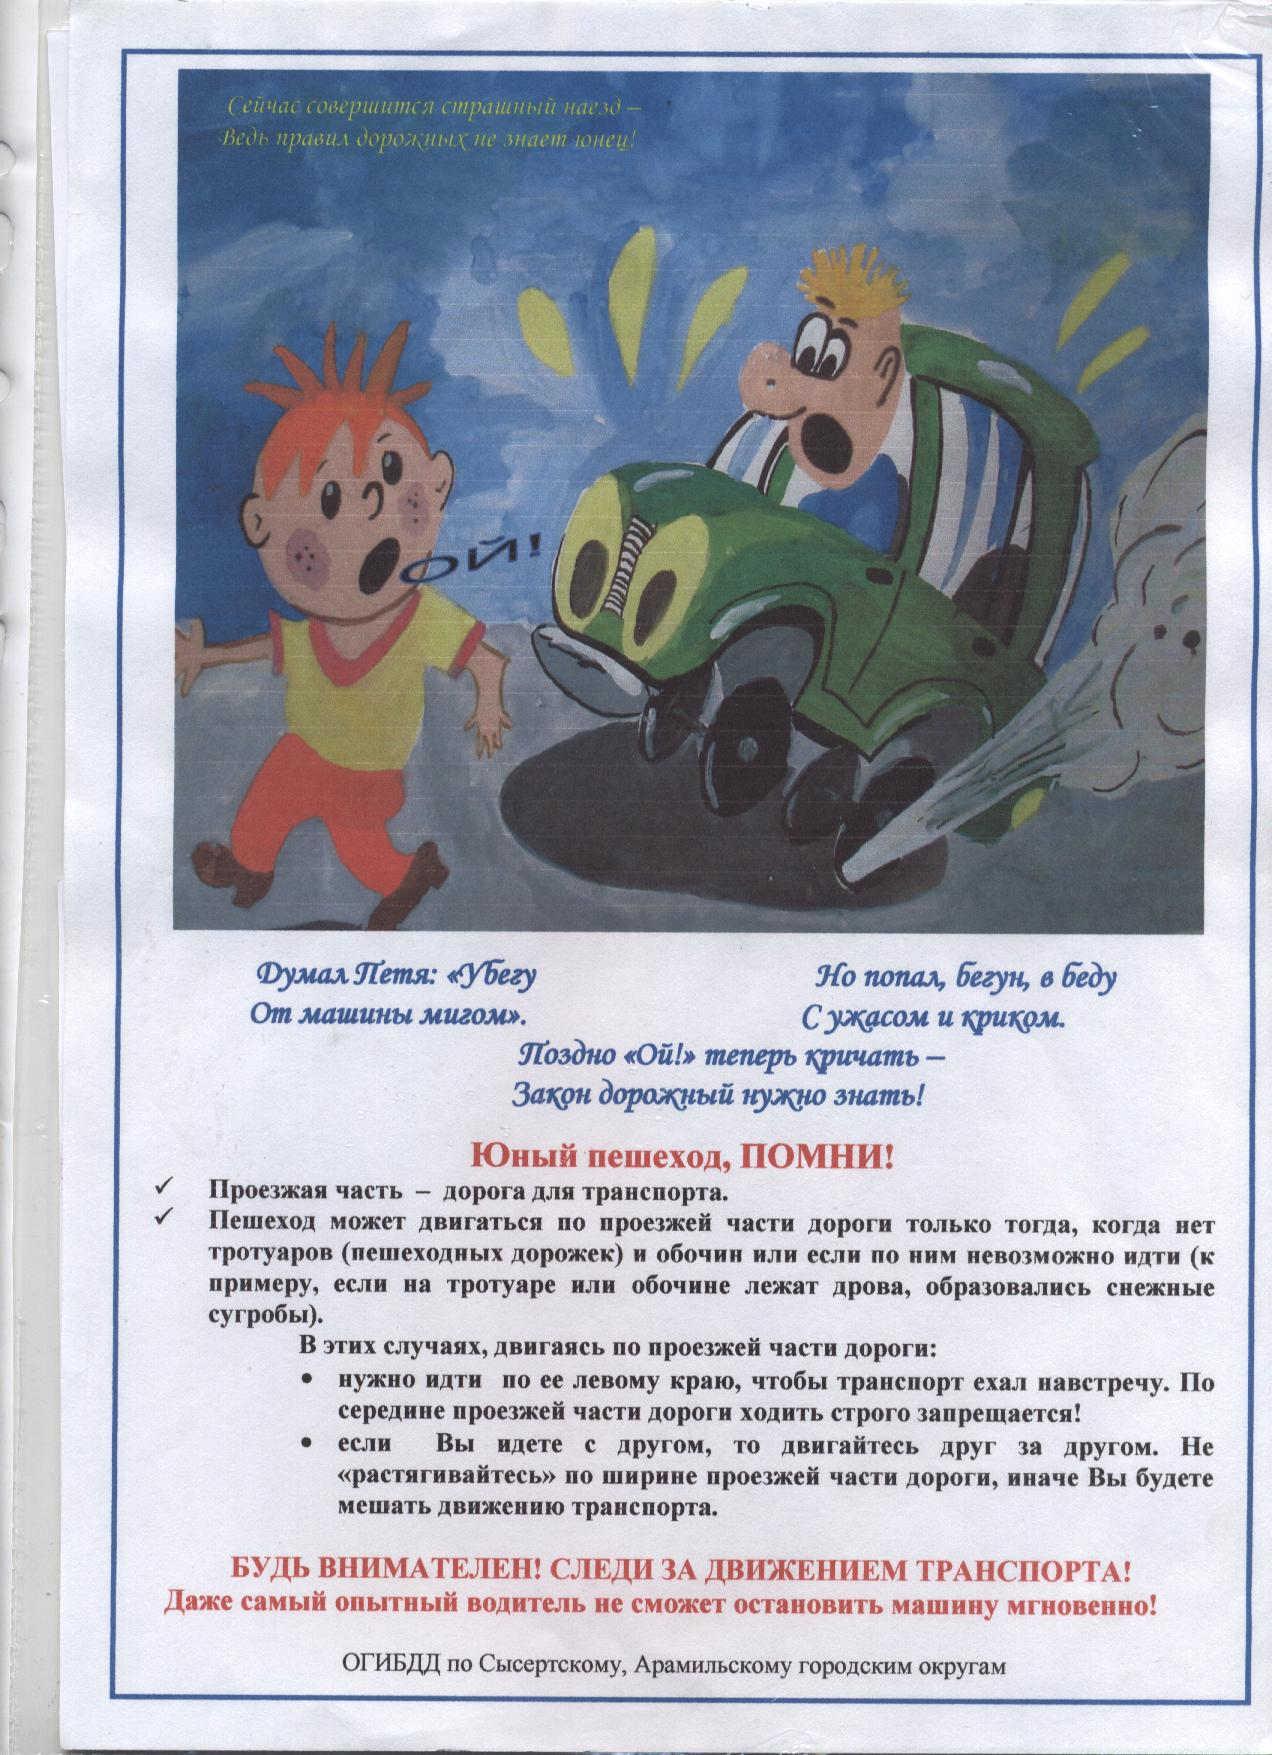 Сейчас совершится страшный наезд –
Ведь правил дорожных не знает юнец!
ОЙ!
Думал Петя: «Убегу
От машины мигом».
Но попал, бегун, в беду
С ужасом и криком.
Поздно «Ой!» теперь кричать –
Закон дорожный нужно знать!
Юный пешеход, ПОМНИ!
✓ Проезжая часть – дорога для транспорта.
✓ Пешеход может двигаться по проезжей части дороги только тогда, когда нет
тротуаров (пешеходных дорожек) и обочин или если по ним невозможно идти (к
примеру, если на тротуаре или обочине лежат дрова, образовались снежные
сугробы).
В этих случаях, двигаясь по проезжей части дороги:
• нужно идти по ее левому краю, чтобы транспорт ехал навстречу. По
середине проезжей части дороги ходить строго запрещается!
• если Вы идете с другом, то двигайтесь друг за другом. Не
«растягивайтесь» по ширине проезжей части дороги, иначе Вы будете
мешать движению транспорта.
БУДЬ ВНИМАТЕЛЕН! СЛЕДИ ЗА ДВИЖЕНИЕМ ТРАНСПОРТА!
Даже самый опытный водитель не сможет остановить машину мгновенно!
ОГИБДД по Сысертскому, Арамильскому городским округам